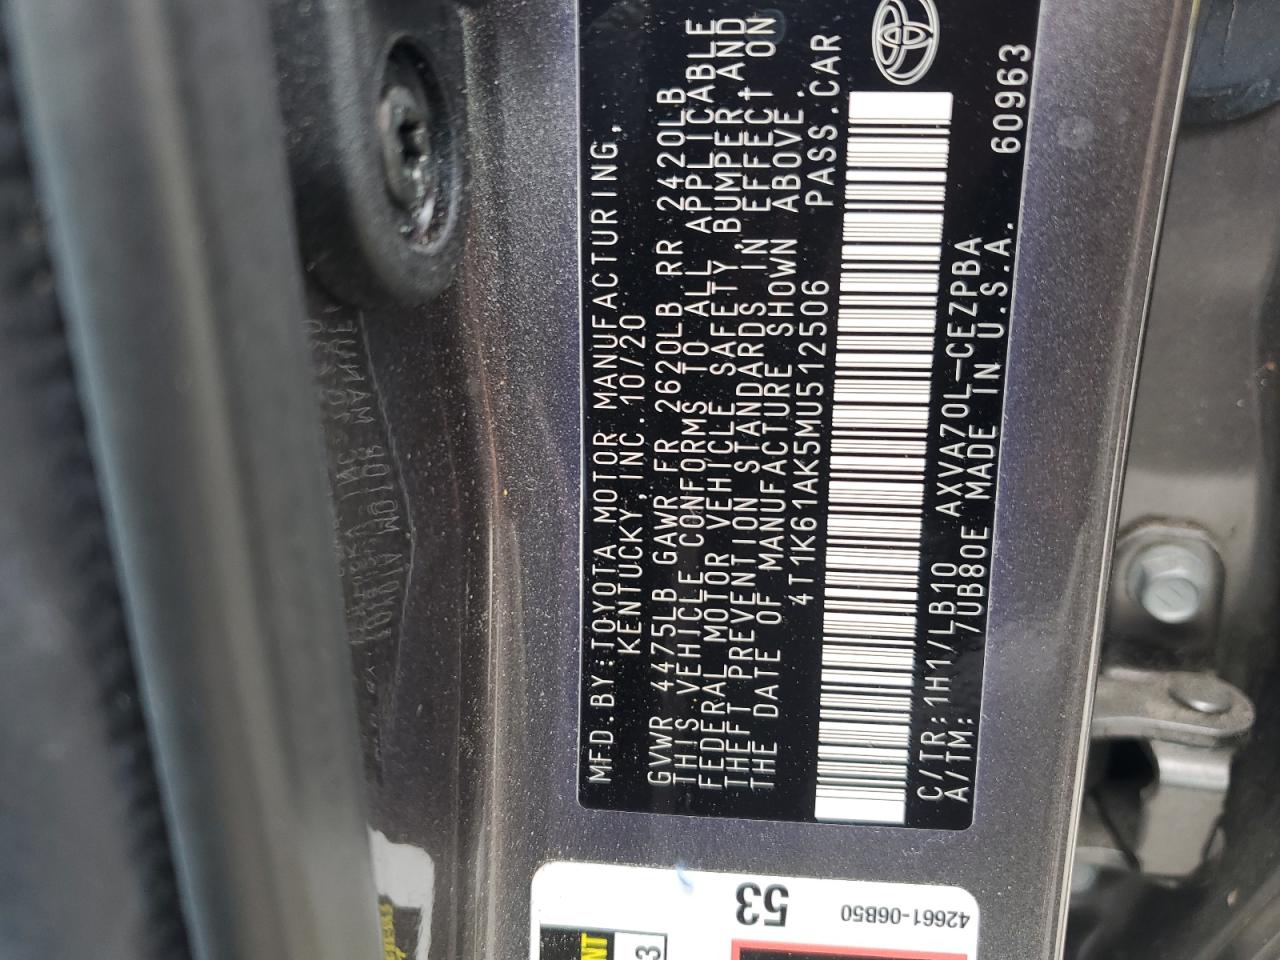 MFD.BY:TOYOTA MOTOR MANUFACTURING,
KENTUCKY, INC. 10/20
GVWR 4475LB GAWR FR 2620LB RR 2420LB
THIS VEHICLE CONFORMS TO ALL APPLICABLE
FEDERAL MOTOR VEHICLE SAFETY,BUMPER,AND
THEFT PREVENTION STANDARDS IN EFFECT ON
THE DATE OF MANUFACTURE SHOWN ABOVE.
4T1K61AK5MU512506 PASS.CAR
C/TR:1H1/LB10 AXVA70L-CEZPBA
A/TM: 7UB80E MADE IN U.S.A. 60963
53
42661-06B50
NT
3